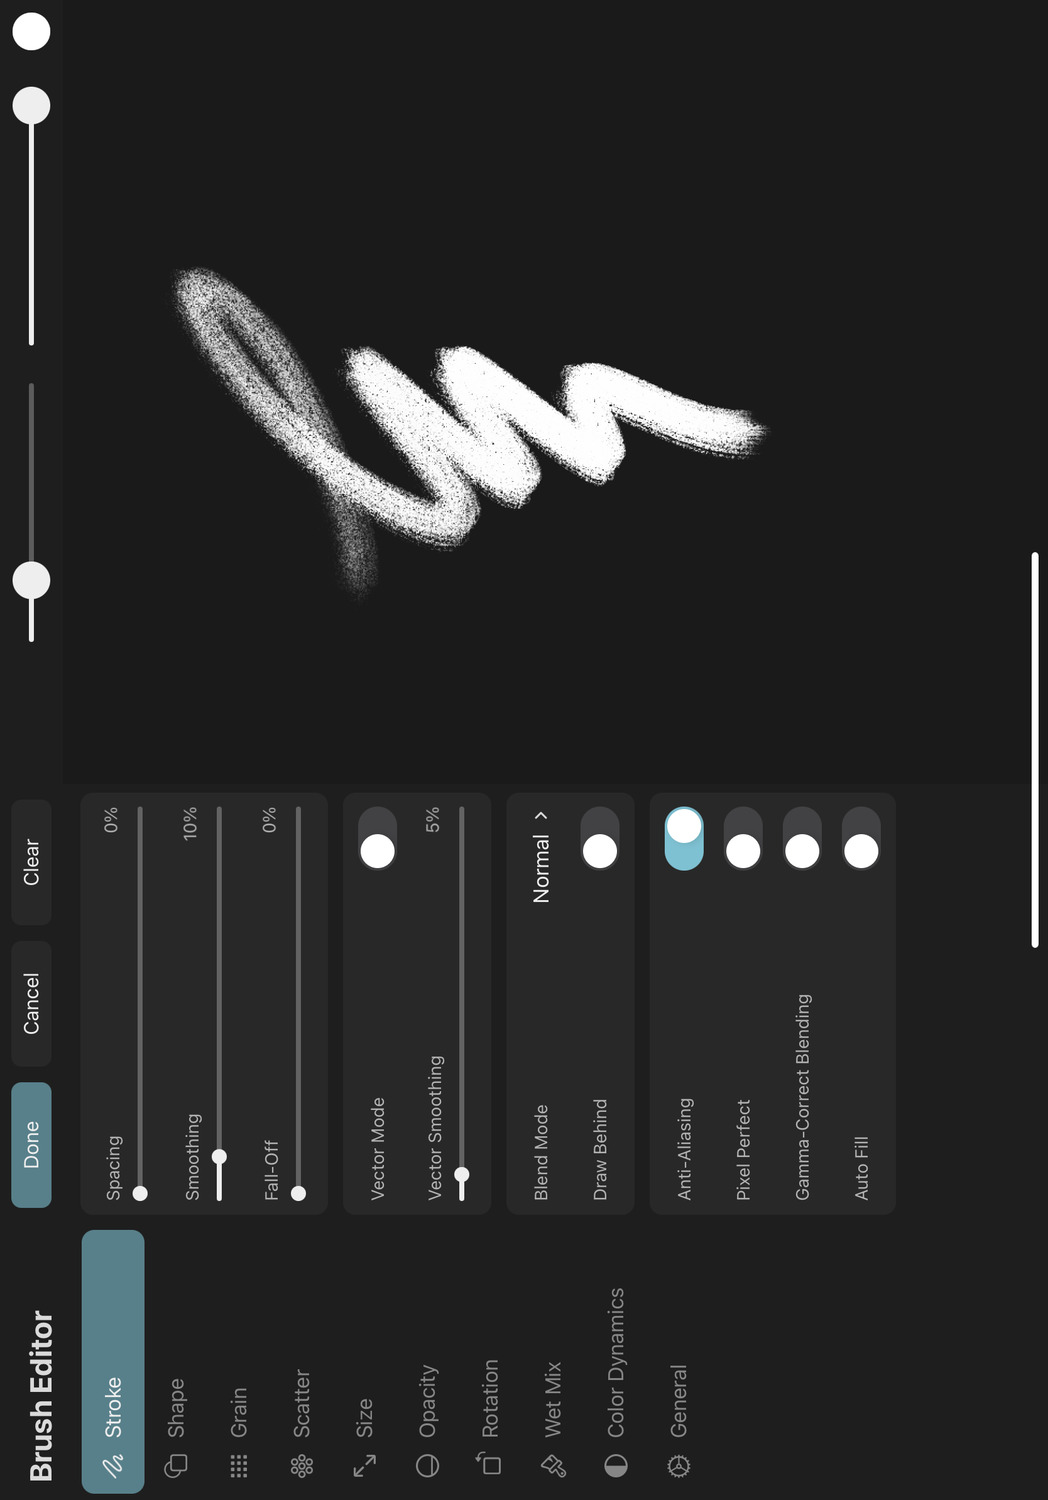 Brush Editor
Done
Cancel
Clear
Stroke
Shape
Grain
Scatter
Size
Opacity
Rotation
Wet Mix
Color Dynamics
General
Spacing 0%
Smoothing 10%
Fall-Off 0%
Vector Mode
Vector Smoothing 5%
Blend Mode Normal
Draw Behind
Anti-Aliasing
Pixel Perfect
Gamma-Correct Blending
Auto Fill